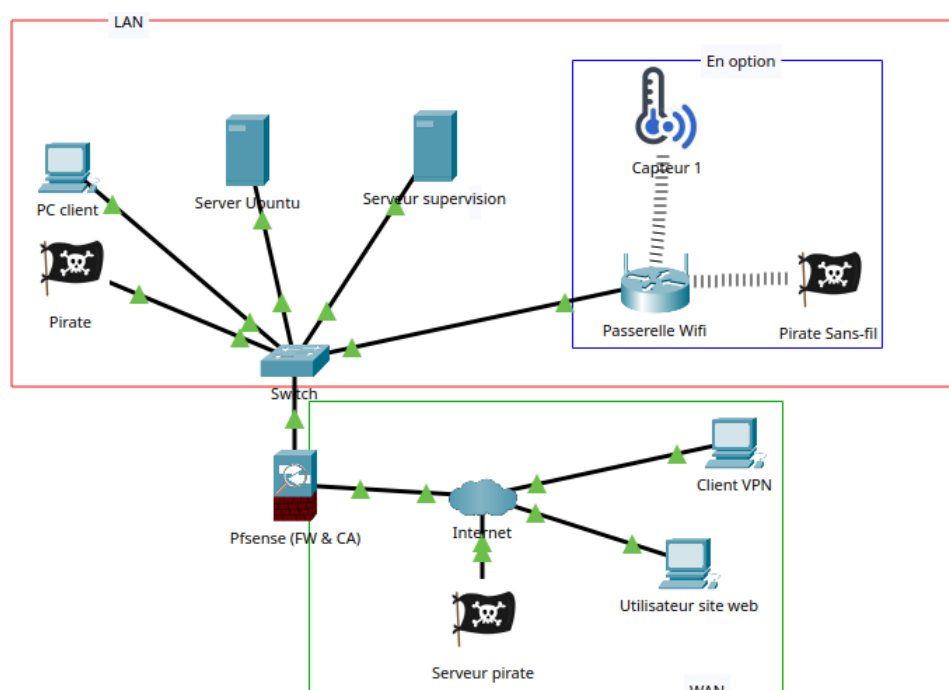 LAN
En option
Capteur 1
PC client
Server Ubuntu
Serveur supervision
Pirate
Passerelle Wifi
Pirate Sans-fil
Switch
Client VPN
Pfsense (FW & CA)
Internet
Utilisateur site web
Serveur pirate
WAN